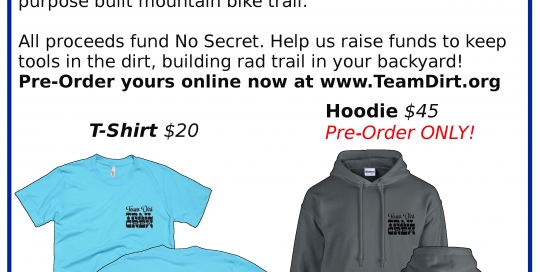 purpose built mountain bike trail.
All proceeds fund No Secret. Help us raise funds to keep
tools in the dirt, building rad trail in your backyard!
Pre-Order yours online now at www.TeamDirt.org
T-Shirt $20
Hoodie $45
Pre-Order ONLY!
Team Dirt
TRAIL
CREW
Team Dirt
TRAIL
CREW